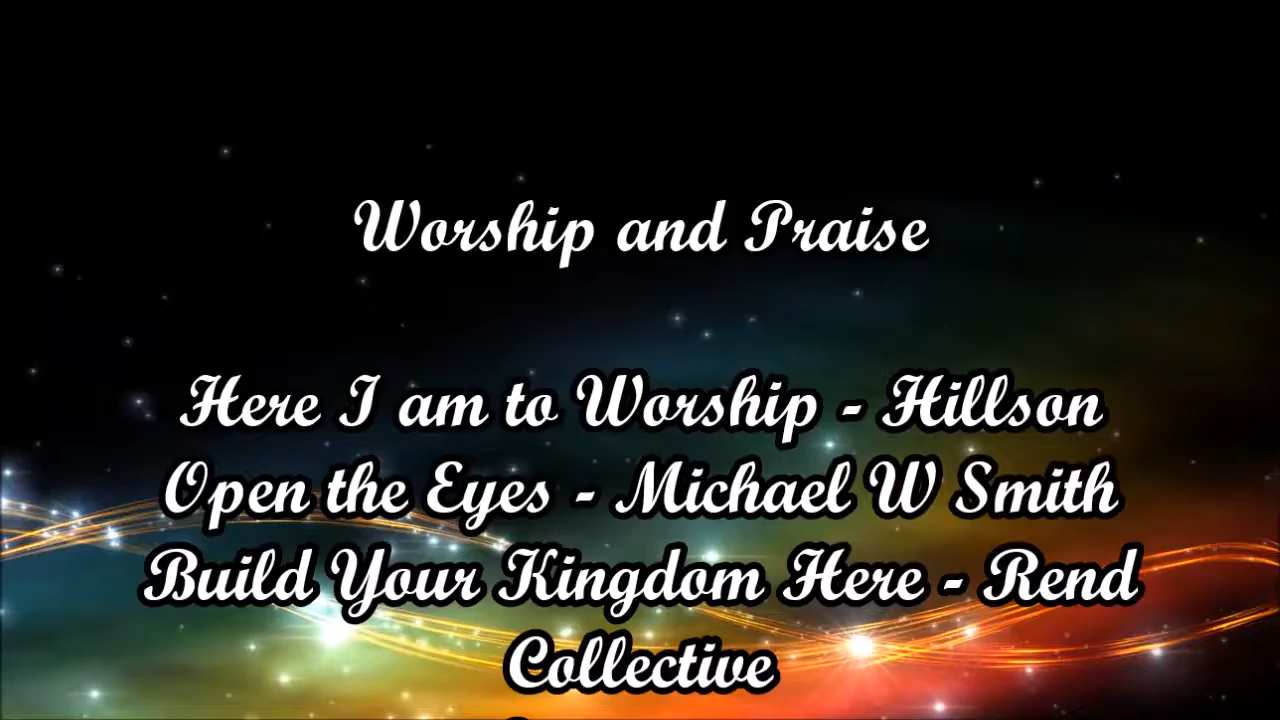 Worship and Praise
Here I am to Worship - Hillson
Open the Eyes - Michael W Smith
Build Your Kingdom Here - Rend
Collective